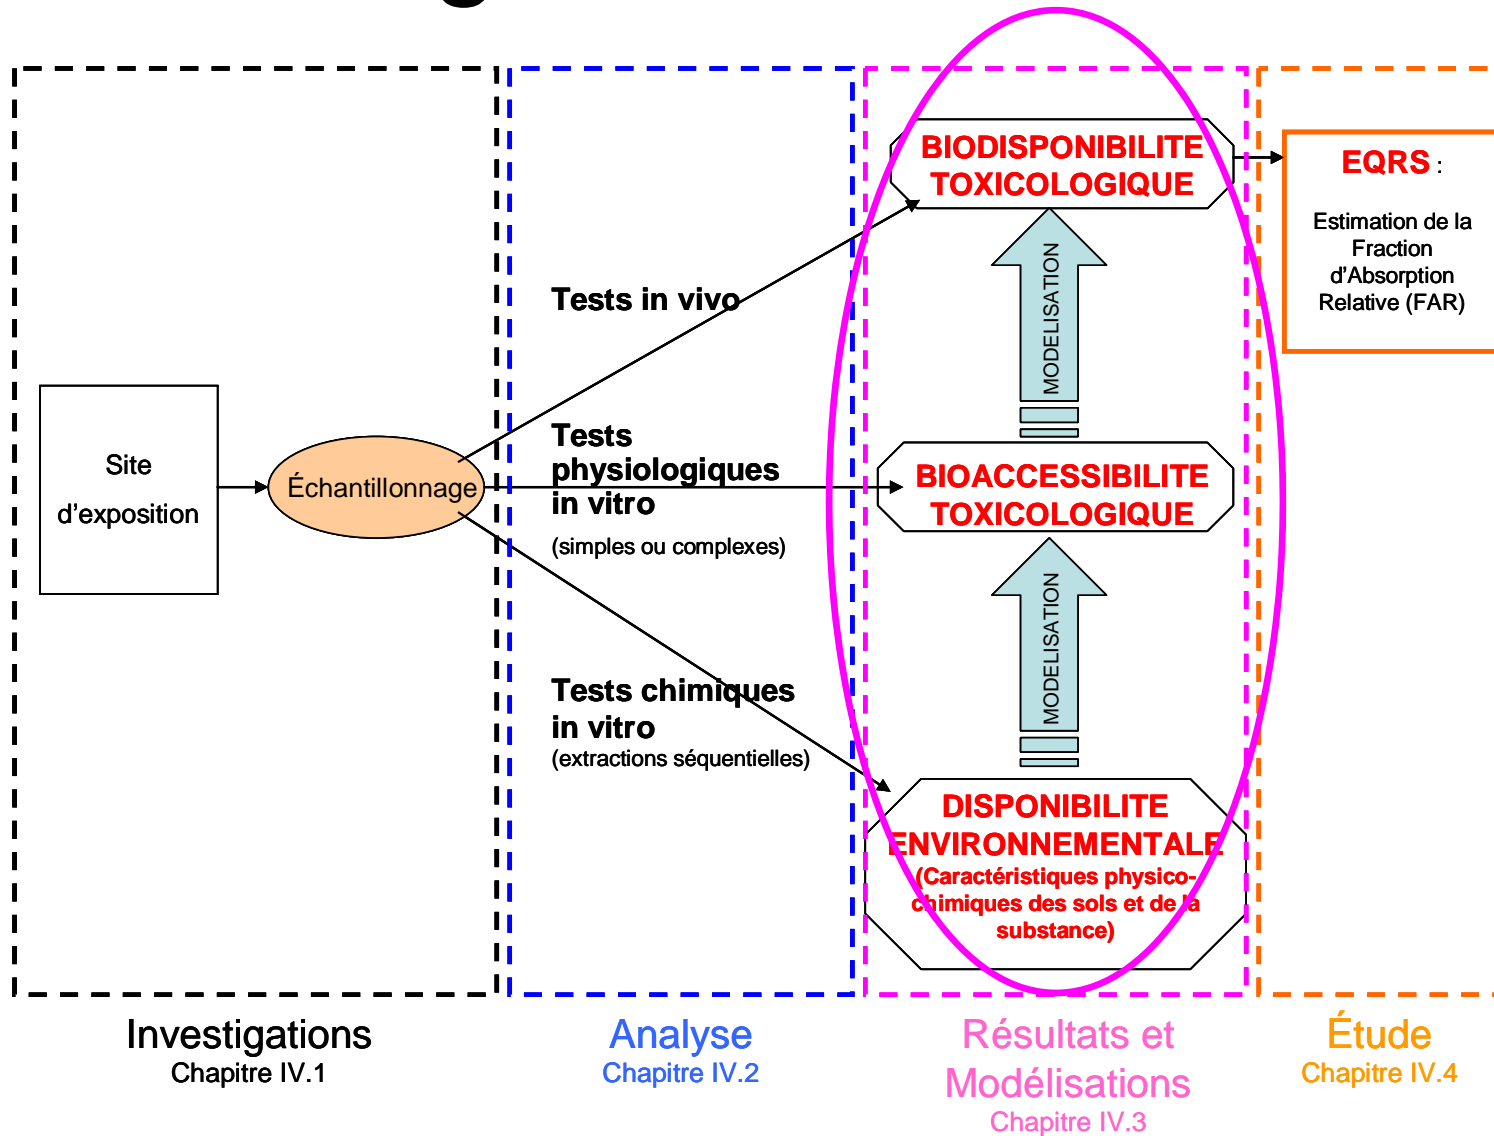 Site
d'exposition
Échantillonnage
Tests in vivo
Tests
physiologiques
in vitro
(simples ou complexes)
Tests chimiques
in vitro
(extractions séquentielles)
BIODISPONIBILITE
TOXICOLOGIQUE
MODELISATION
BIOACCESSIBILITE
TOXICOLOGIQUE
MODELISATION
DISPONIBILITE
ENVIRONNEMENTALE
(Caractéristiques physico-
chimiques des sols et de la
substance)
EQRS :
Estimation de la
Fraction
d'Absorption
Relative (FAR)
Investigations
Chapitre IV.1
Analyse
Chapitre IV.2
Résultats et
Modélisations
Chapitre IV.3
Étude
Chapitre IV.4